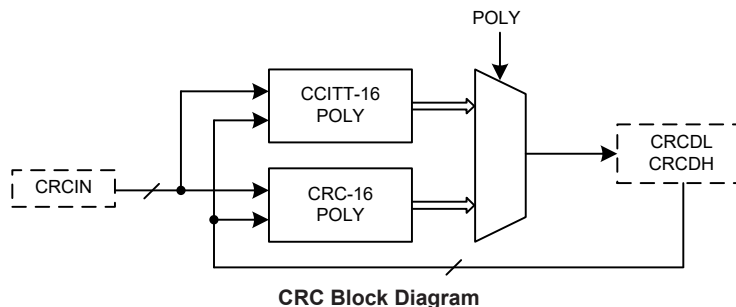 POLY
CCITT-16
POLY
CRCDL
CRCDH
CRCIN
CRC-16
POLY
CRC Block Diagram